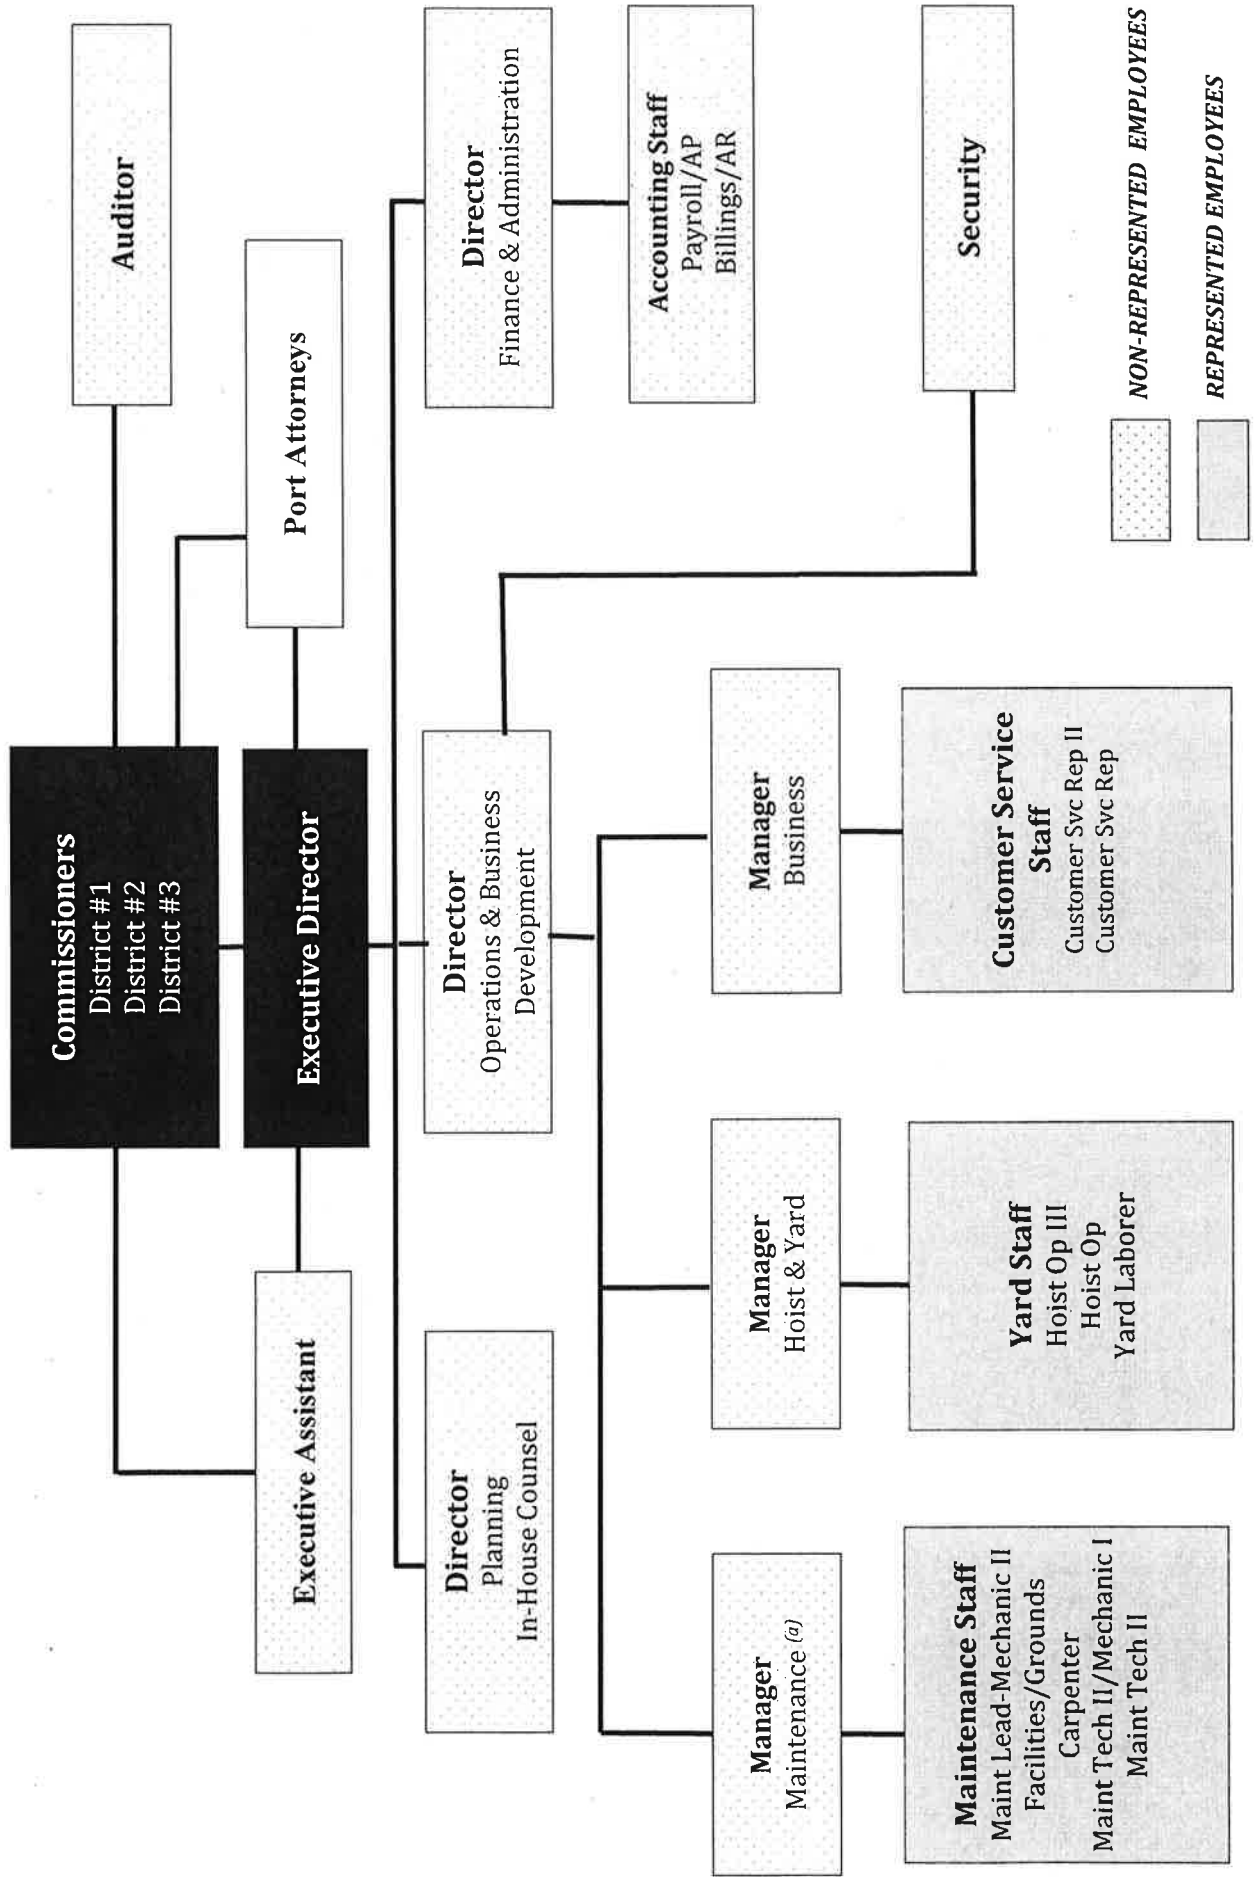 Commissioners
District #1
District #2
District #3
Auditor
Executive Assistant
Executive Director
Port Attorneys
Director
Planning
In-House Counsel
Director
Operations & Business
Development
Director
Finance & Administration
Accounting Staff
Payroll/AP
Billings/AR
Manager
Maintenance (a)
Manager
Hoist & Yard
Manager
Business
Security
Maintenance Staff
Maint Lead-Mechanic II
Facilities/Grounds
Carpenter
Maint Tech II/Mechanic I
Maint Tech II
Yard Staff
Hoist Op III
Hoist Op
Yard Laborer
Customer Service
Staff
Customer Svc Rep II
Customer Svc Rep
NON-REPRESENTED EMPLOYEES
REPRESENTED EMPLOYEES